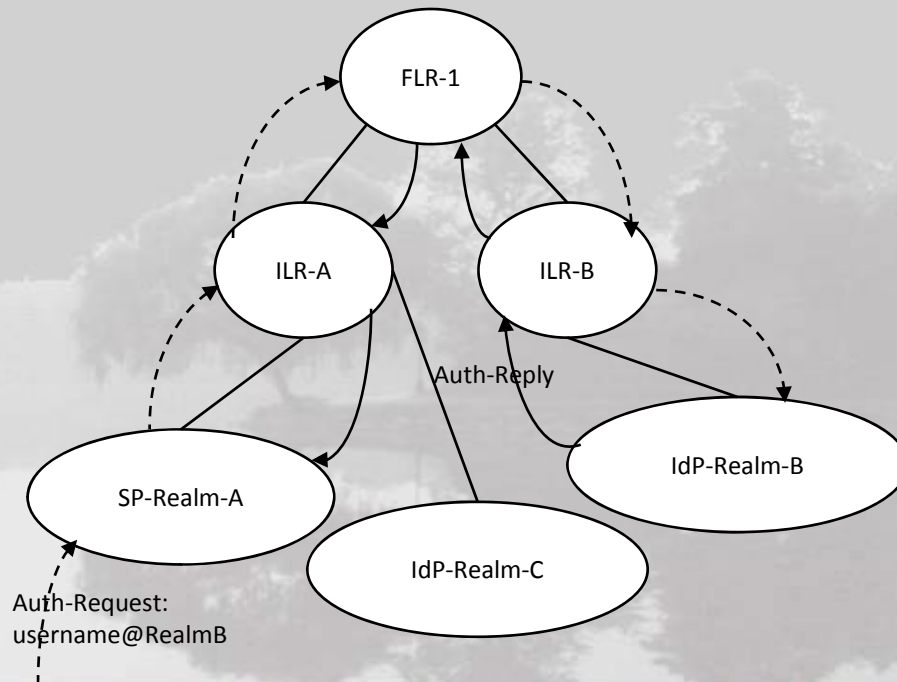 FLR-1
ILR-A
ILR-B
Auth-Reply
IdP-Realm-B
SP-Realm-A
IdP-Realm-C
Auth-Request:
username@RealmB